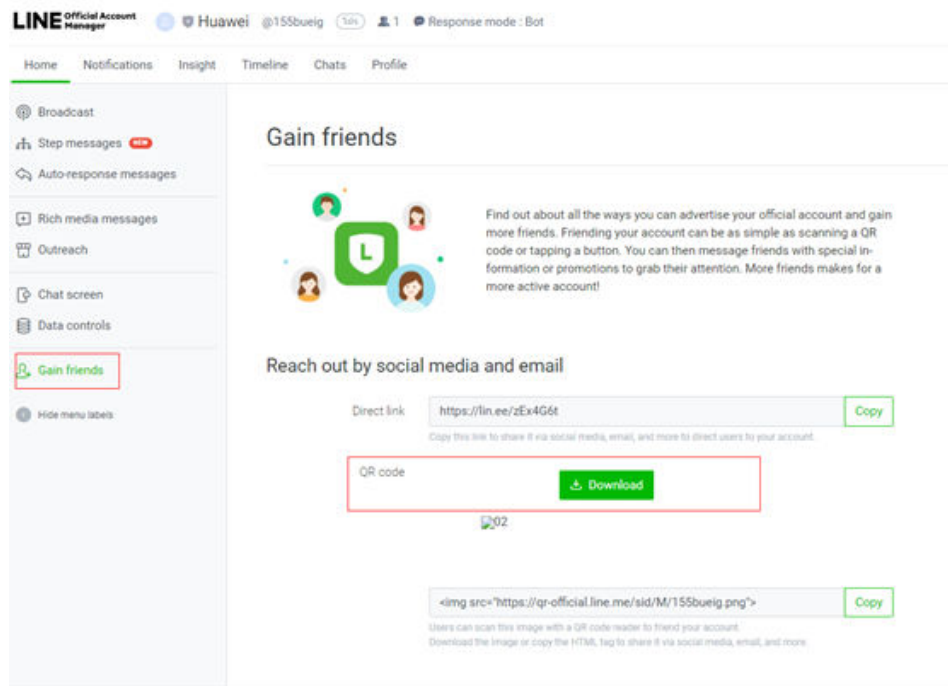 LINE Official Account Manager
Huawei @155bueig 1 Response mode : Bot
Home Notifications Insight Timeline Chats Profile
Broadcast
Step messages NEW
Auto-response messages
Rich media messages
Outreach
Chat screen
Data controls
Gain friends
Hide menu labels
Gain friends
Find out about all the ways you can advertise your official account and gain
more friends. Friending your account can be as simple as scanning a QR
code or tapping a button. You can then message friends with special in-
formation or promotions to grab their attention. More friends makes for a
more active account!
L
Reach out by social media and email
Direct link https://lin.ee/zEx4G6t Copy
Copy this link to share it via social media, email, and more to direct users to your account.
QR code Download
02
<img src="https://qr-official.line.me/sid/M/155bueig.png"> Copy
Users can scan this image with a QR code reader to friend your account.
Download the image or copy the HTML tag to share it via social media, email, and more.